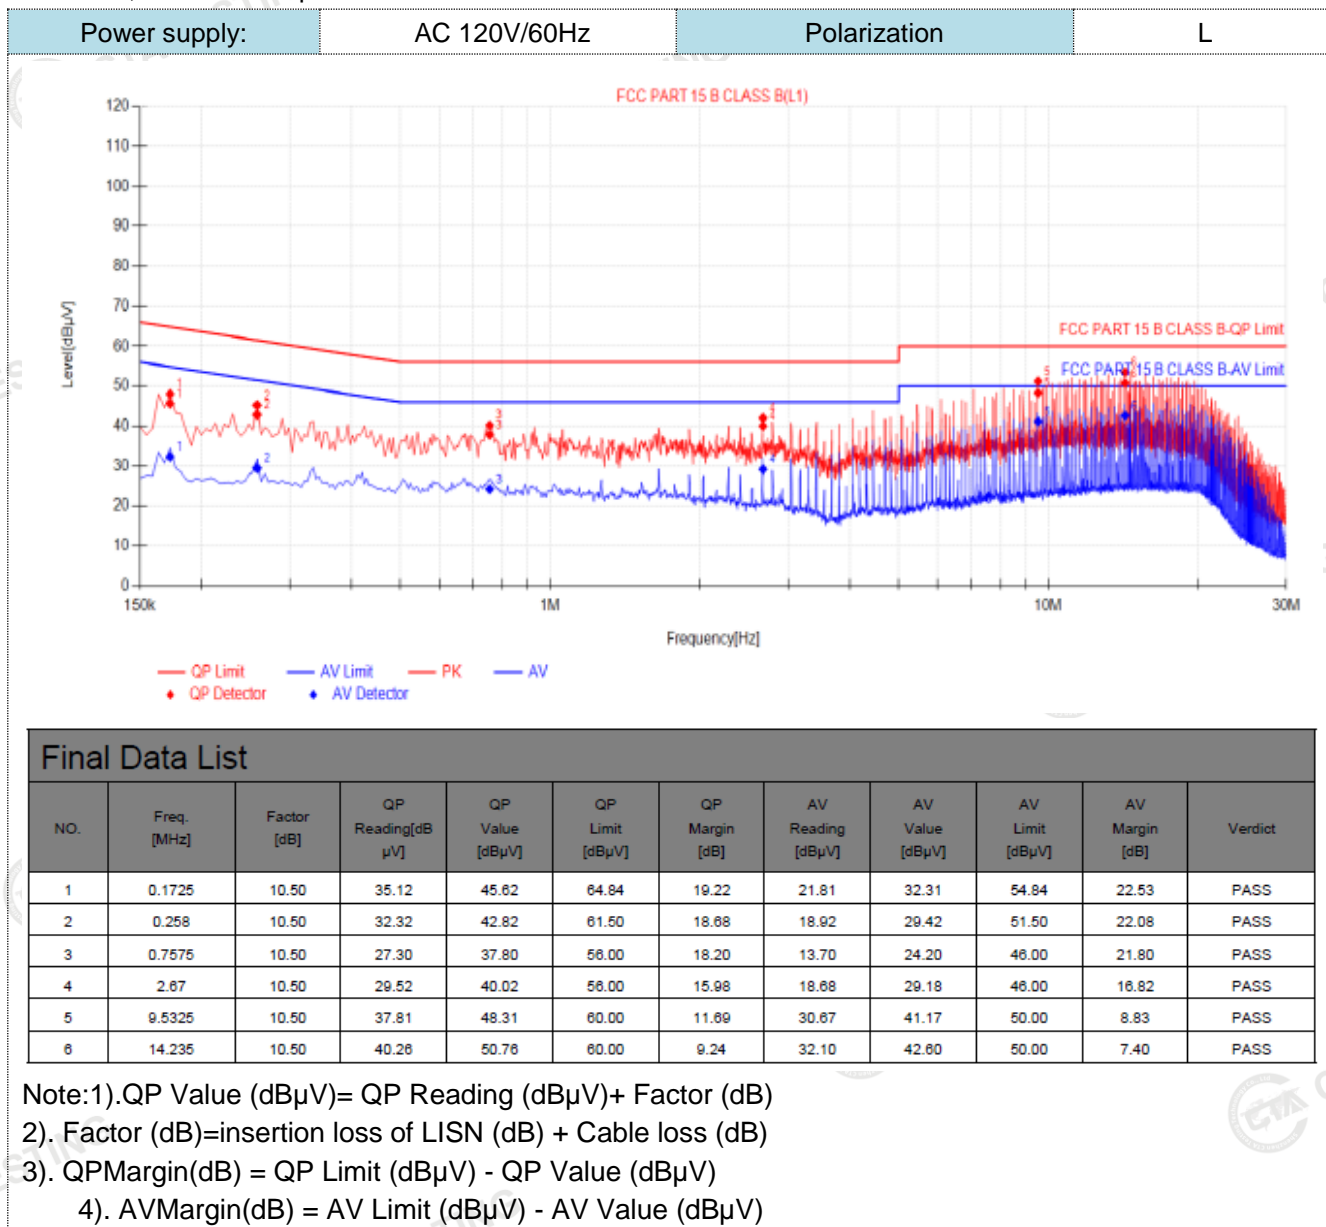 Power supply: AC 120V/60Hz Polarization L
FCC PART 15 B CLASS B(L1)
120
110
100
90
80
70
60
50
40
30
20
10
0
Level[dBμV]
FCC PART 15 B CLASS B-QP Limit
FCC PART 15 B CLASS B-AV Limit
150k 1M 10M 30M
Frequency[Hz]
QP Limit AV Limit PK AV
QP Detector AV Detector
Final Data List
NO. Freq. [MHz] Factor [dB] QP Reading[dBμV] QP Value [dBμV] QP Limit [dBμV] QP Margin [dB] AV Reading [dBμV] AV Value [dBμV] AV Limit [dBμV] AV Margin [dB] Verdict
1 0.1725 10.50 35.12 45.62 64.84 19.22 21.81 32.31 54.84 22.53 PASS
2 0.258 10.50 32.32 42.82 61.50 18.68 18.92 29.42 51.50 22.08 PASS
3 0.7575 10.50 27.30 37.80 56.00 18.20 13.70 24.20 46.00 21.80 PASS
4 2.67 10.50 29.52 40.02 56.00 15.98 18.68 29.18 46.00 16.82 PASS
5 9.5325 10.50 37.81 48.31 60.00 11.69 30.67 41.17 50.00 8.83 PASS
6 14.235 10.50 40.26 50.76 60.00 9.24 32.10 42.60 50.00 7.40 PASS
Note:1).QP Value (dBμV)= QP Reading (dBμV)+ Factor (dB)
2). Factor (dB)=insertion loss of LISN (dB) + Cable loss (dB)
3). QPMargin(dB) = QP Limit (dBμV) - QP Value (dBμV)
4). AVMargin(dB) = AV Limit (dBμV) - AV Value (dBμV)
CTA